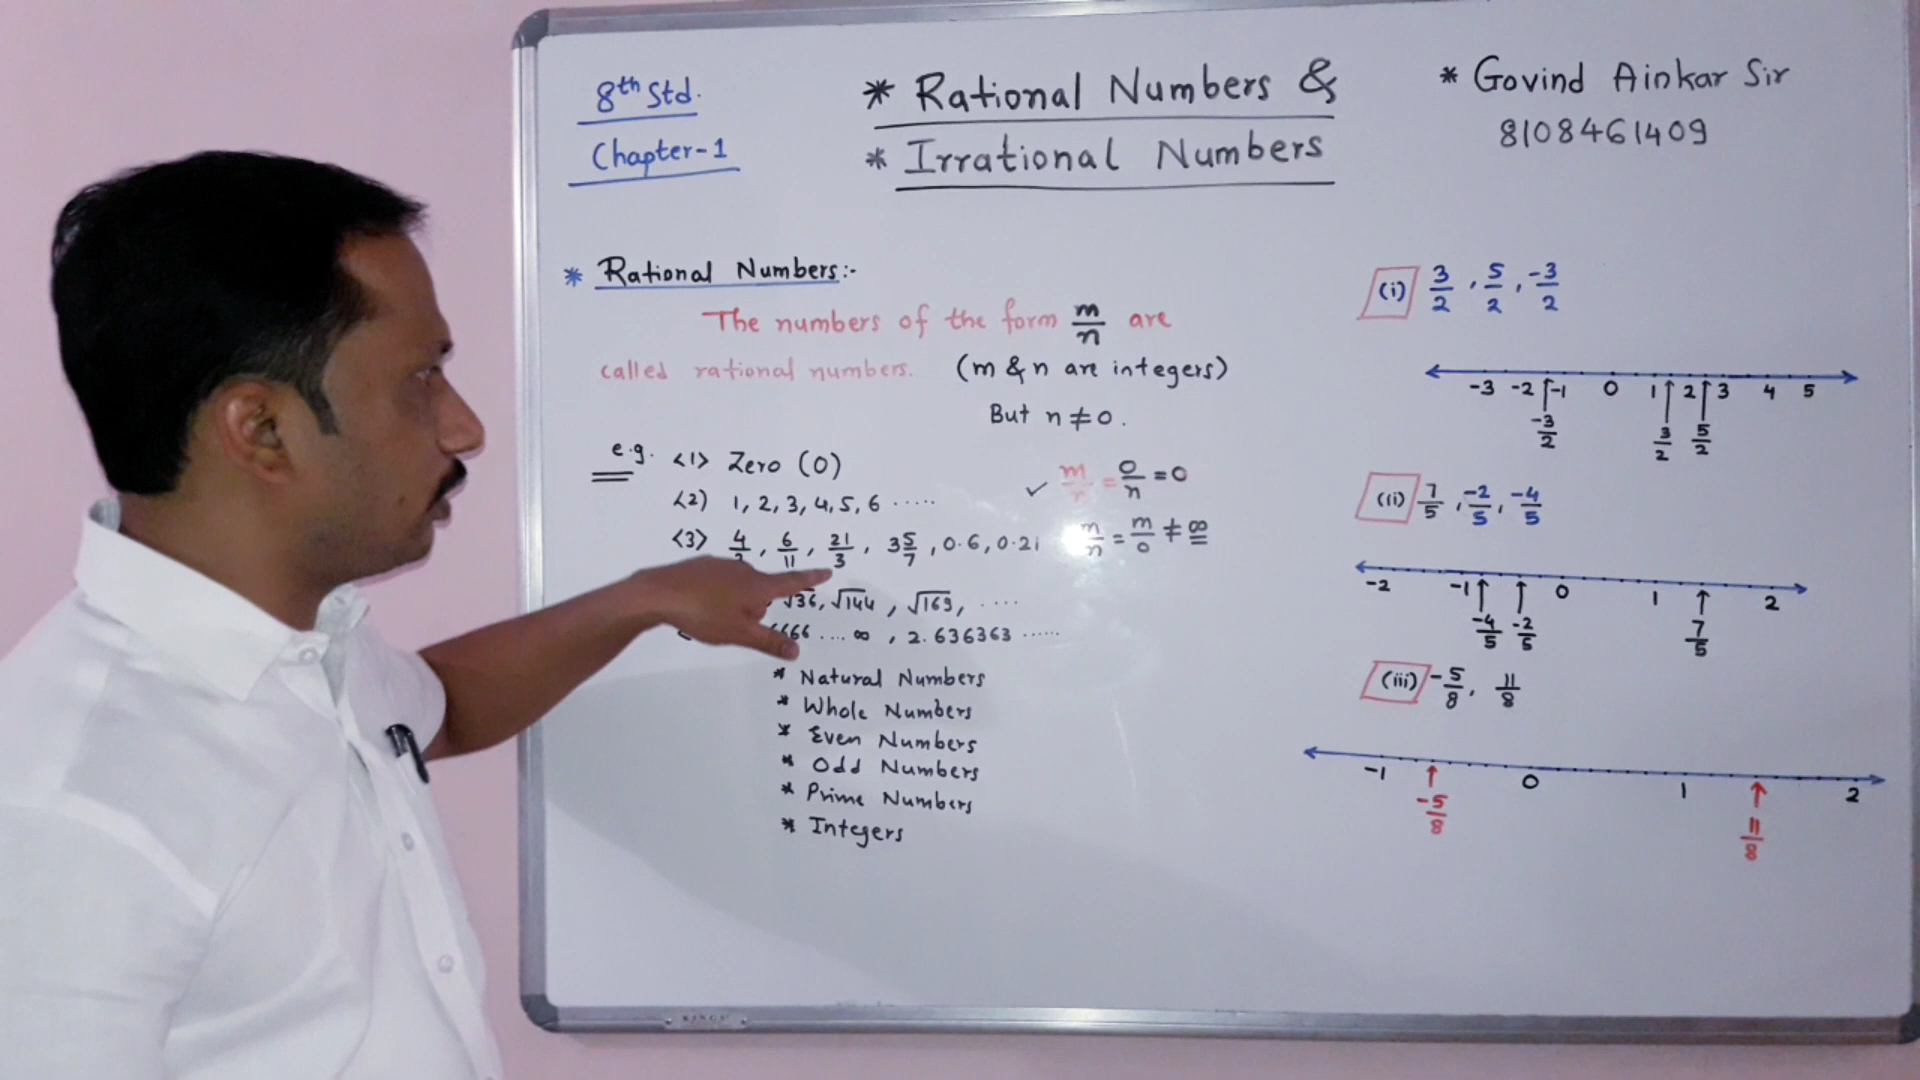 8th Std.
Chapter-1
* Rational Numbers &
* Irrational Numbers
* Govind Ainkar Sir
8108461409
* Rational Numbers:-
The numbers of the form m/n are
called rational numbers. (m & n are integers)
But n ≠ 0.
e.g. <1> Zero (0)
<2> 1, 2, 3, 4, 5, 6 .....
<3> 4/, 6/11, 21/3, 3 5/7, 0.6, 0.21
√36, √144, √169, ....
666 .... ∞, 2.636363 ......
✓ m/n = 0/n = 0
m/n = m/0 ≠ ∞
* Natural Numbers
* Whole Numbers
* Even Numbers
* Odd Numbers
* Prime Numbers
* Integers
(i) 3/2, 5/2, -3/2
-3 -2 -1 0 1 2 3 4 5
-3/2 3/2 5/2
(ii) 7/5, -2/5, -4/5
-2 -1 0 1 2
-4/5 -2/5 7/5
(iii) -5/8, 11/8
-1 0 1 2
-5/8 11/8